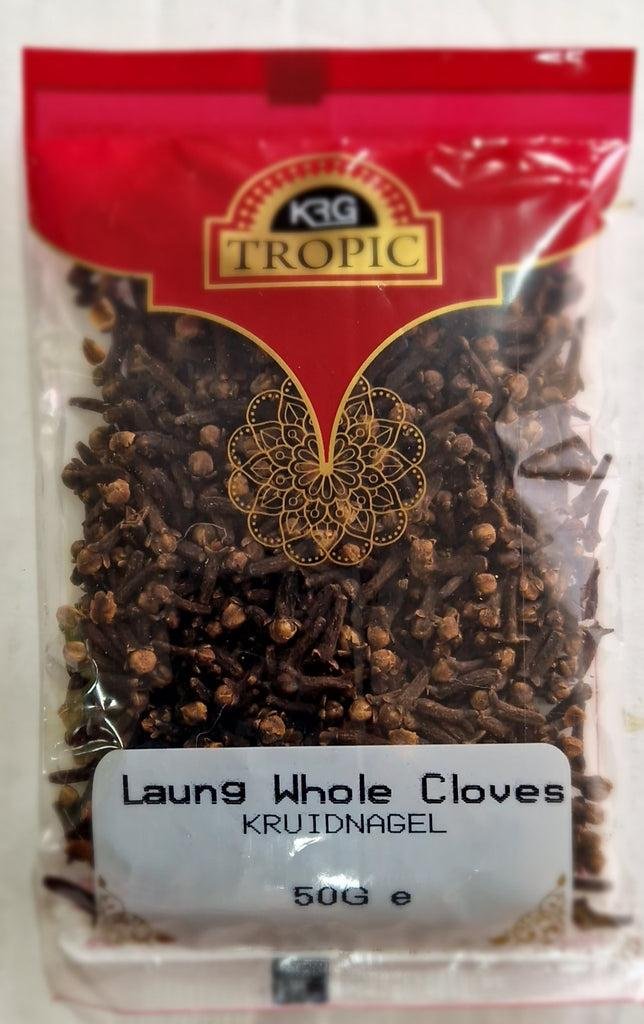 KRG
TROPIC
Laung Whole Cloves
KRUIDNAGEL
50G e